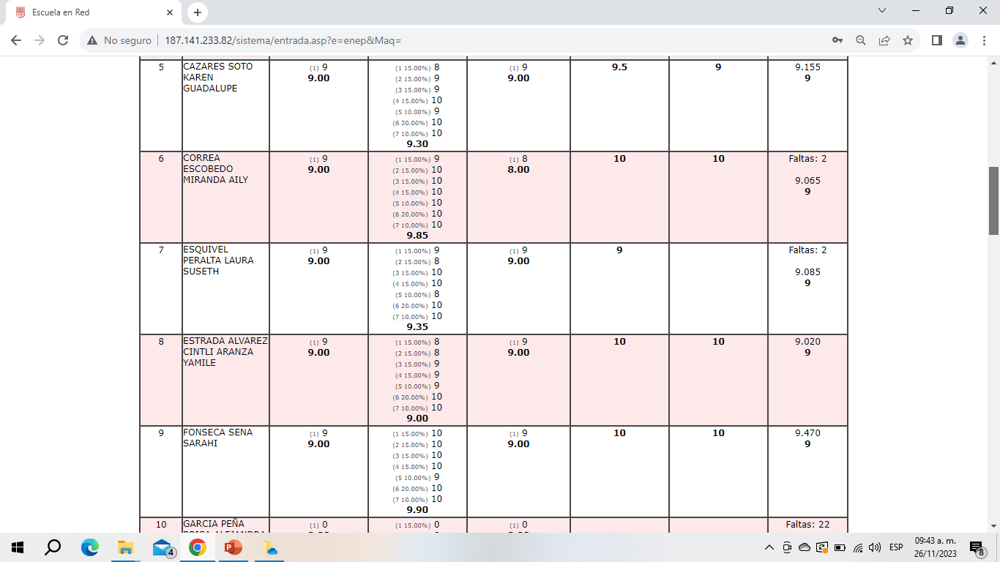 Escuela en Red
No seguro
187.141.233.82/sistema/entrada.asp?e=enep&Maq=
5
CAZARES SOTO
KAREN
GUADALUPE
(1) 9
9.00
(1 15.00%) 8
(2 15.00%) 9
(3 15.00%) 9
(4 15.00%) 10
(5 10.00%) 9
(6 20.00%) 10
(7 10.00%) 10
9.30
(1) 9
9.00
9.5
9
9.155
9
6
CORREA
ESCOBEDO
MIRANDA AILY
(1) 9
9.00
(1 15.00%) 9
(2 15.00%) 10
(3 15.00%) 10
(4 15.00%) 10
(5 10.00%) 10
(6 20.00%) 10
(7 10.00%) 10
9.85
(1) 8
8.00
10
10
Faltas: 2
9.065
9
7
ESQUIVEL
PERALTA LAURA
SUSETH
(1) 9
9.00
(1 15.00%) 9
(2 15.00%) 8
(3 15.00%) 10
(4 15.00%) 10
(5 10.00%) 8
(6 20.00%) 10
(7 10.00%) 10
9.35
(1) 9
9.00
9
Faltas: 2
9.085
9
8
ESTRADA ALVAREZ
CINTLI ARANZA
YAMILE
(1) 9
9.00
(1 15.00%) 8
(2 15.00%) 8
(3 15.00%) 9
(4 15.00%) 9
(5 10.00%) 9
(6 20.00%) 10
(7 10.00%) 10
9.00
(1) 9
9.00
10
10
9.020
9
9
FONSECA SENA
SARAHI
(1) 9
9.00
(1 15.00%) 10
(2 15.00%) 10
(3 15.00%) 10
(4 15.00%) 10
(5 10.00%) 9
(6 20.00%) 10
(7 10.00%) 10
9.90
(1) 9
9.00
10
10
9.470
9
10
GARCIA PEÑA
(1) 0
(1 15.00%) 0
(1) 0
Faltas: 22
4
ESP
09:43 a. m.
26/11/2023
8